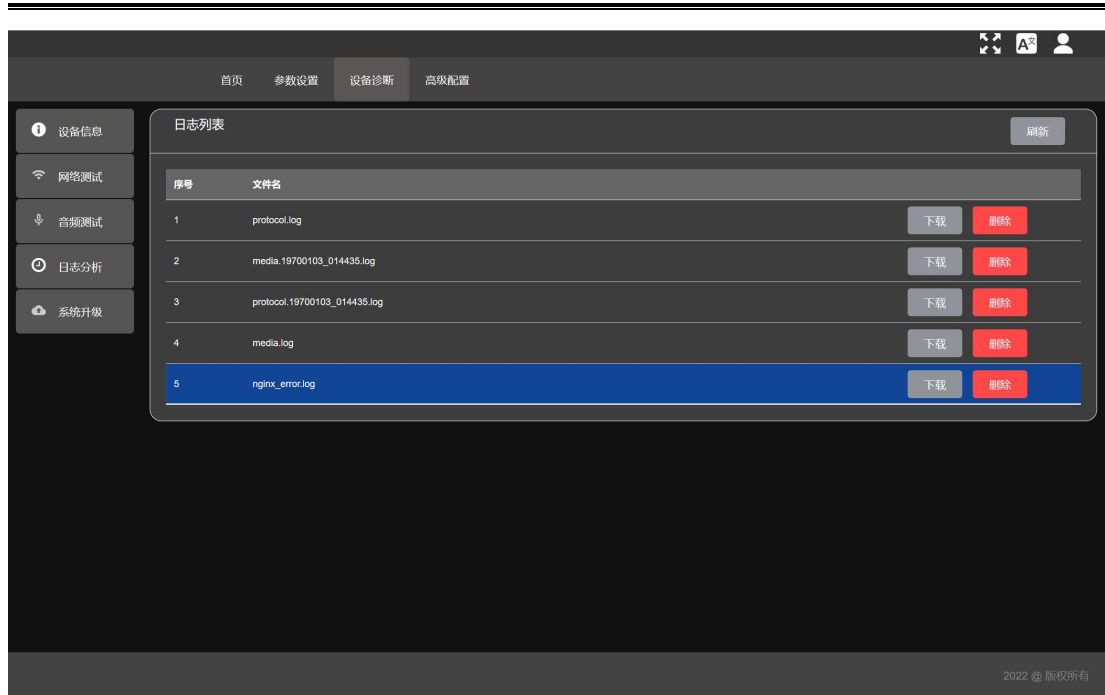 首页 参数设置 设备诊断 高级配置
设备信息
网络测试
音频测试
日志分析
系统升级
日志列表 刷新
序号 文件名
1 protocol.log 下载 删除
2 media.19700103_014435.log 下载 删除
3 protocol.19700103_014435.log 下载 删除
4 media.log 下载 删除
5 nginx_error.log 下载 删除
2022 @ 版权所有